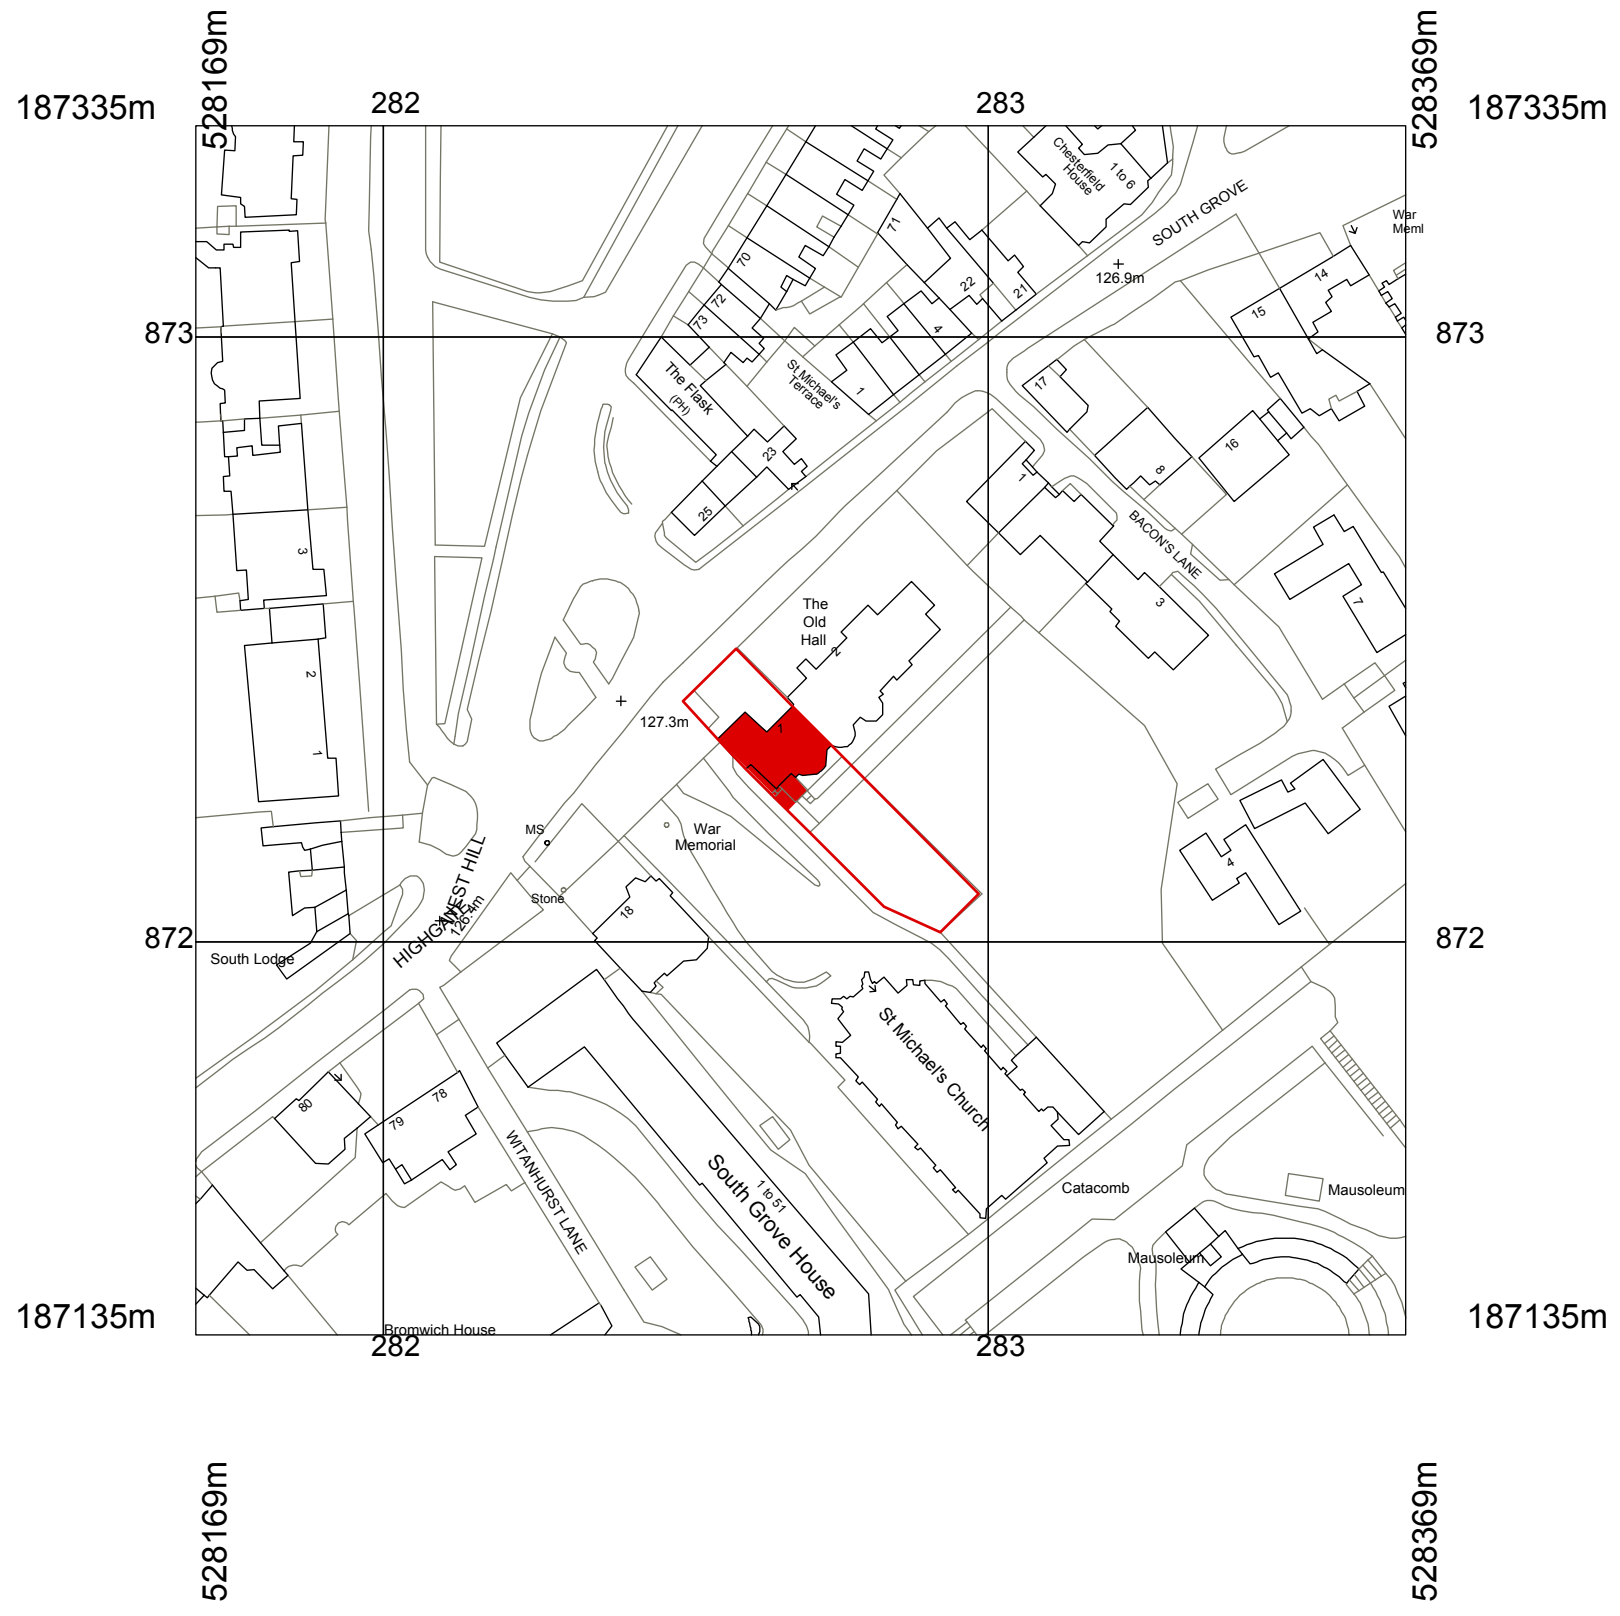 528169m
528369m
187335m
282
283
187335m
Chesterfield
House
1 to 6
SOUTH GROVE
War
Meml
71
70
22
21
126.9m
14
15
72
73
4
873
873
The Flask
(PH)
St Michael's
Terrace
1
17
23
16
8
1
25
BACON'S LANE
3
7
3
The
Old
Hall
2
2
127.3m
1
1
MS
War
Memorial
4
HIGHGATE WEST HILL
126.4m
Stone
18
872
872
South Lodge
St Michael's Church
80
79
78
WITANHURST LANE
1 to 51
South Grove House
Catacomb
Mausoleum
Mausoleum
187135m
Bromwich House
282
283
187135m
528169m
528369m